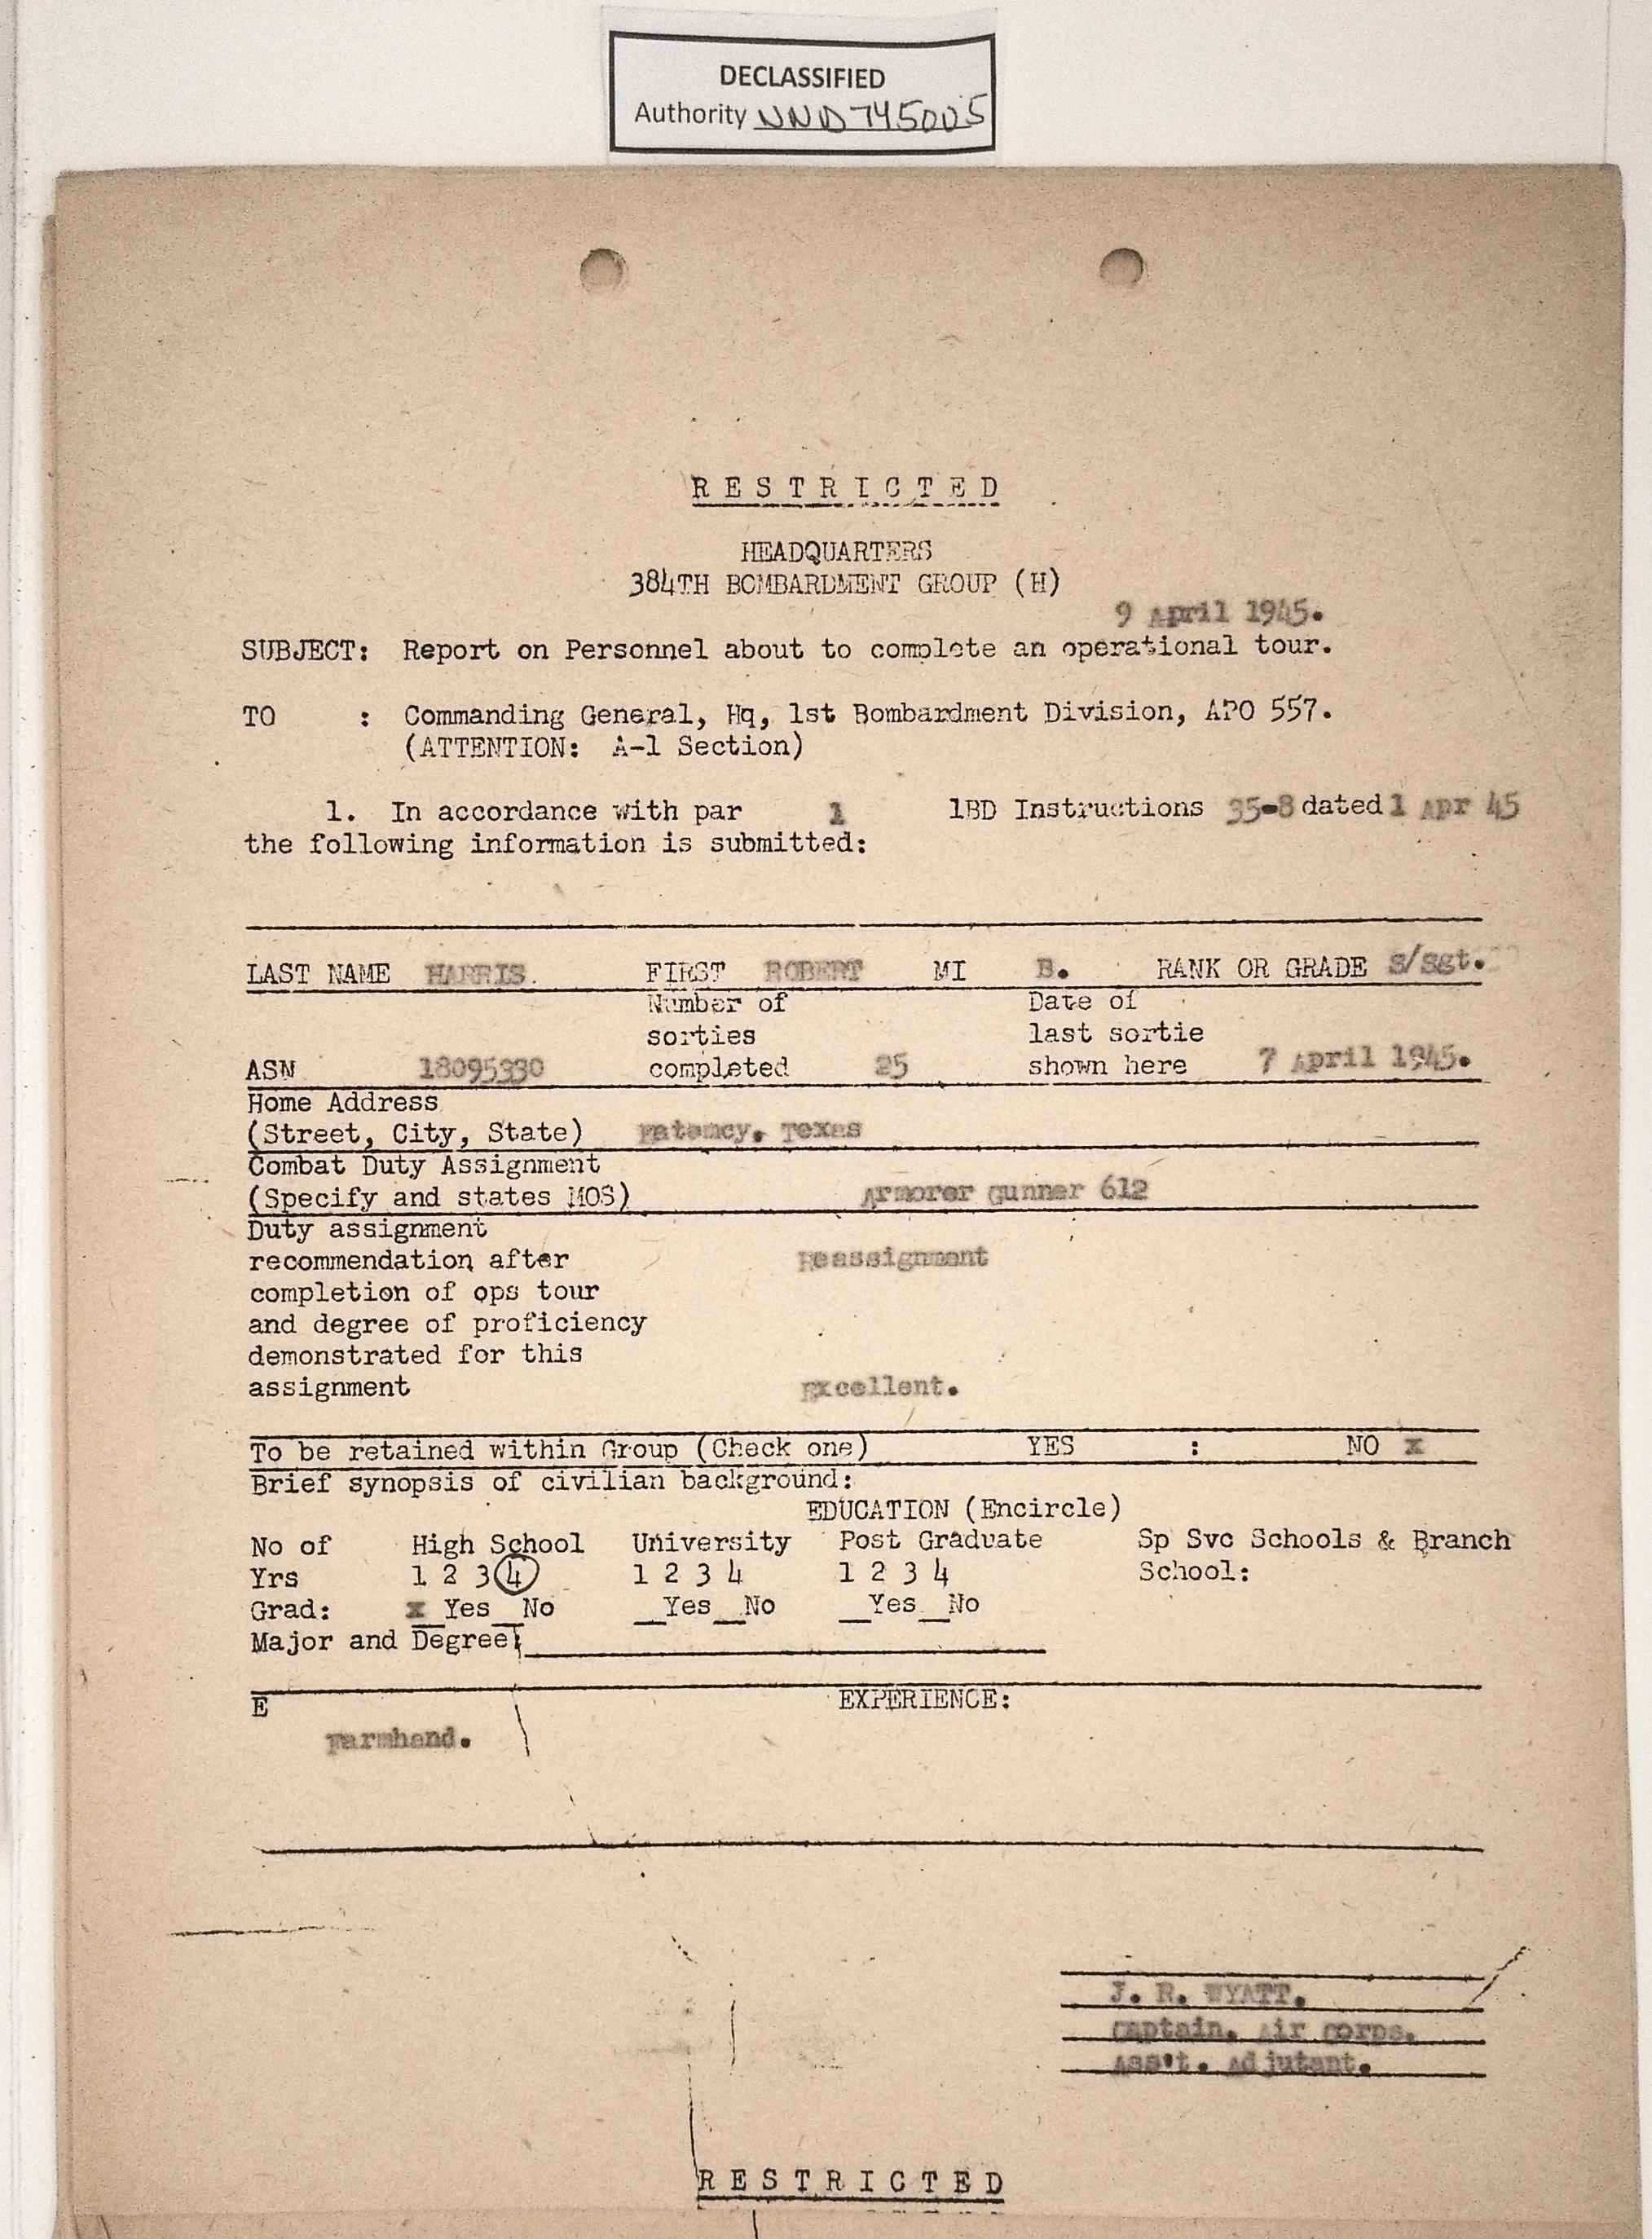 DECLASSIFIED
Authority NND 745005
RESTRICTED
HEADQUARTERS
384TH BOMBARDMENT GROUP (H)
9 April 1945.
SUBJECT: Report on Personnel about to complete an operational tour.
TO : Commanding General, Hq, 1st Bombardment Division, APO 557.
(ATTENTION: A-1 Section)
1. In accordance with par 1 1BD Instructions 35-8 dated 1 Apr 45
the following information is submitted:
LAST NAME HARRIS. FIRST ROBERT MI B. RANK OR GRADE S/Sgt.
Number of Date of
sorties last sortie
ASN 18095330 completed 25 shown here 7 April 1945.
Home Address
(Street, City, State) Texas
Combat Duty Assignment
(Specify and states MOS) Armorer Gunner 612
Duty assignment
recommendation after Reassignment
completion of ops tour
and degree of proficiency
demonstrated for this
assignment Excellent.
To be retained within Group (Check one) YES : NO x
Brief synopsis of civilian background:
EDUCATION (Encircle)
No of High School University Post Graduate Sp Svc Schools & Branch
Yrs 1 2 3 4 1 2 3 4 1 2 3 4 School:
Grad: x Yes No Yes No Yes No
Major and Degree:
E EXPERIENCE:
Farmhand.
J. R. WYATT.
Captain, Air Corps.
Ass't. Adjutant.
RESTRICTED